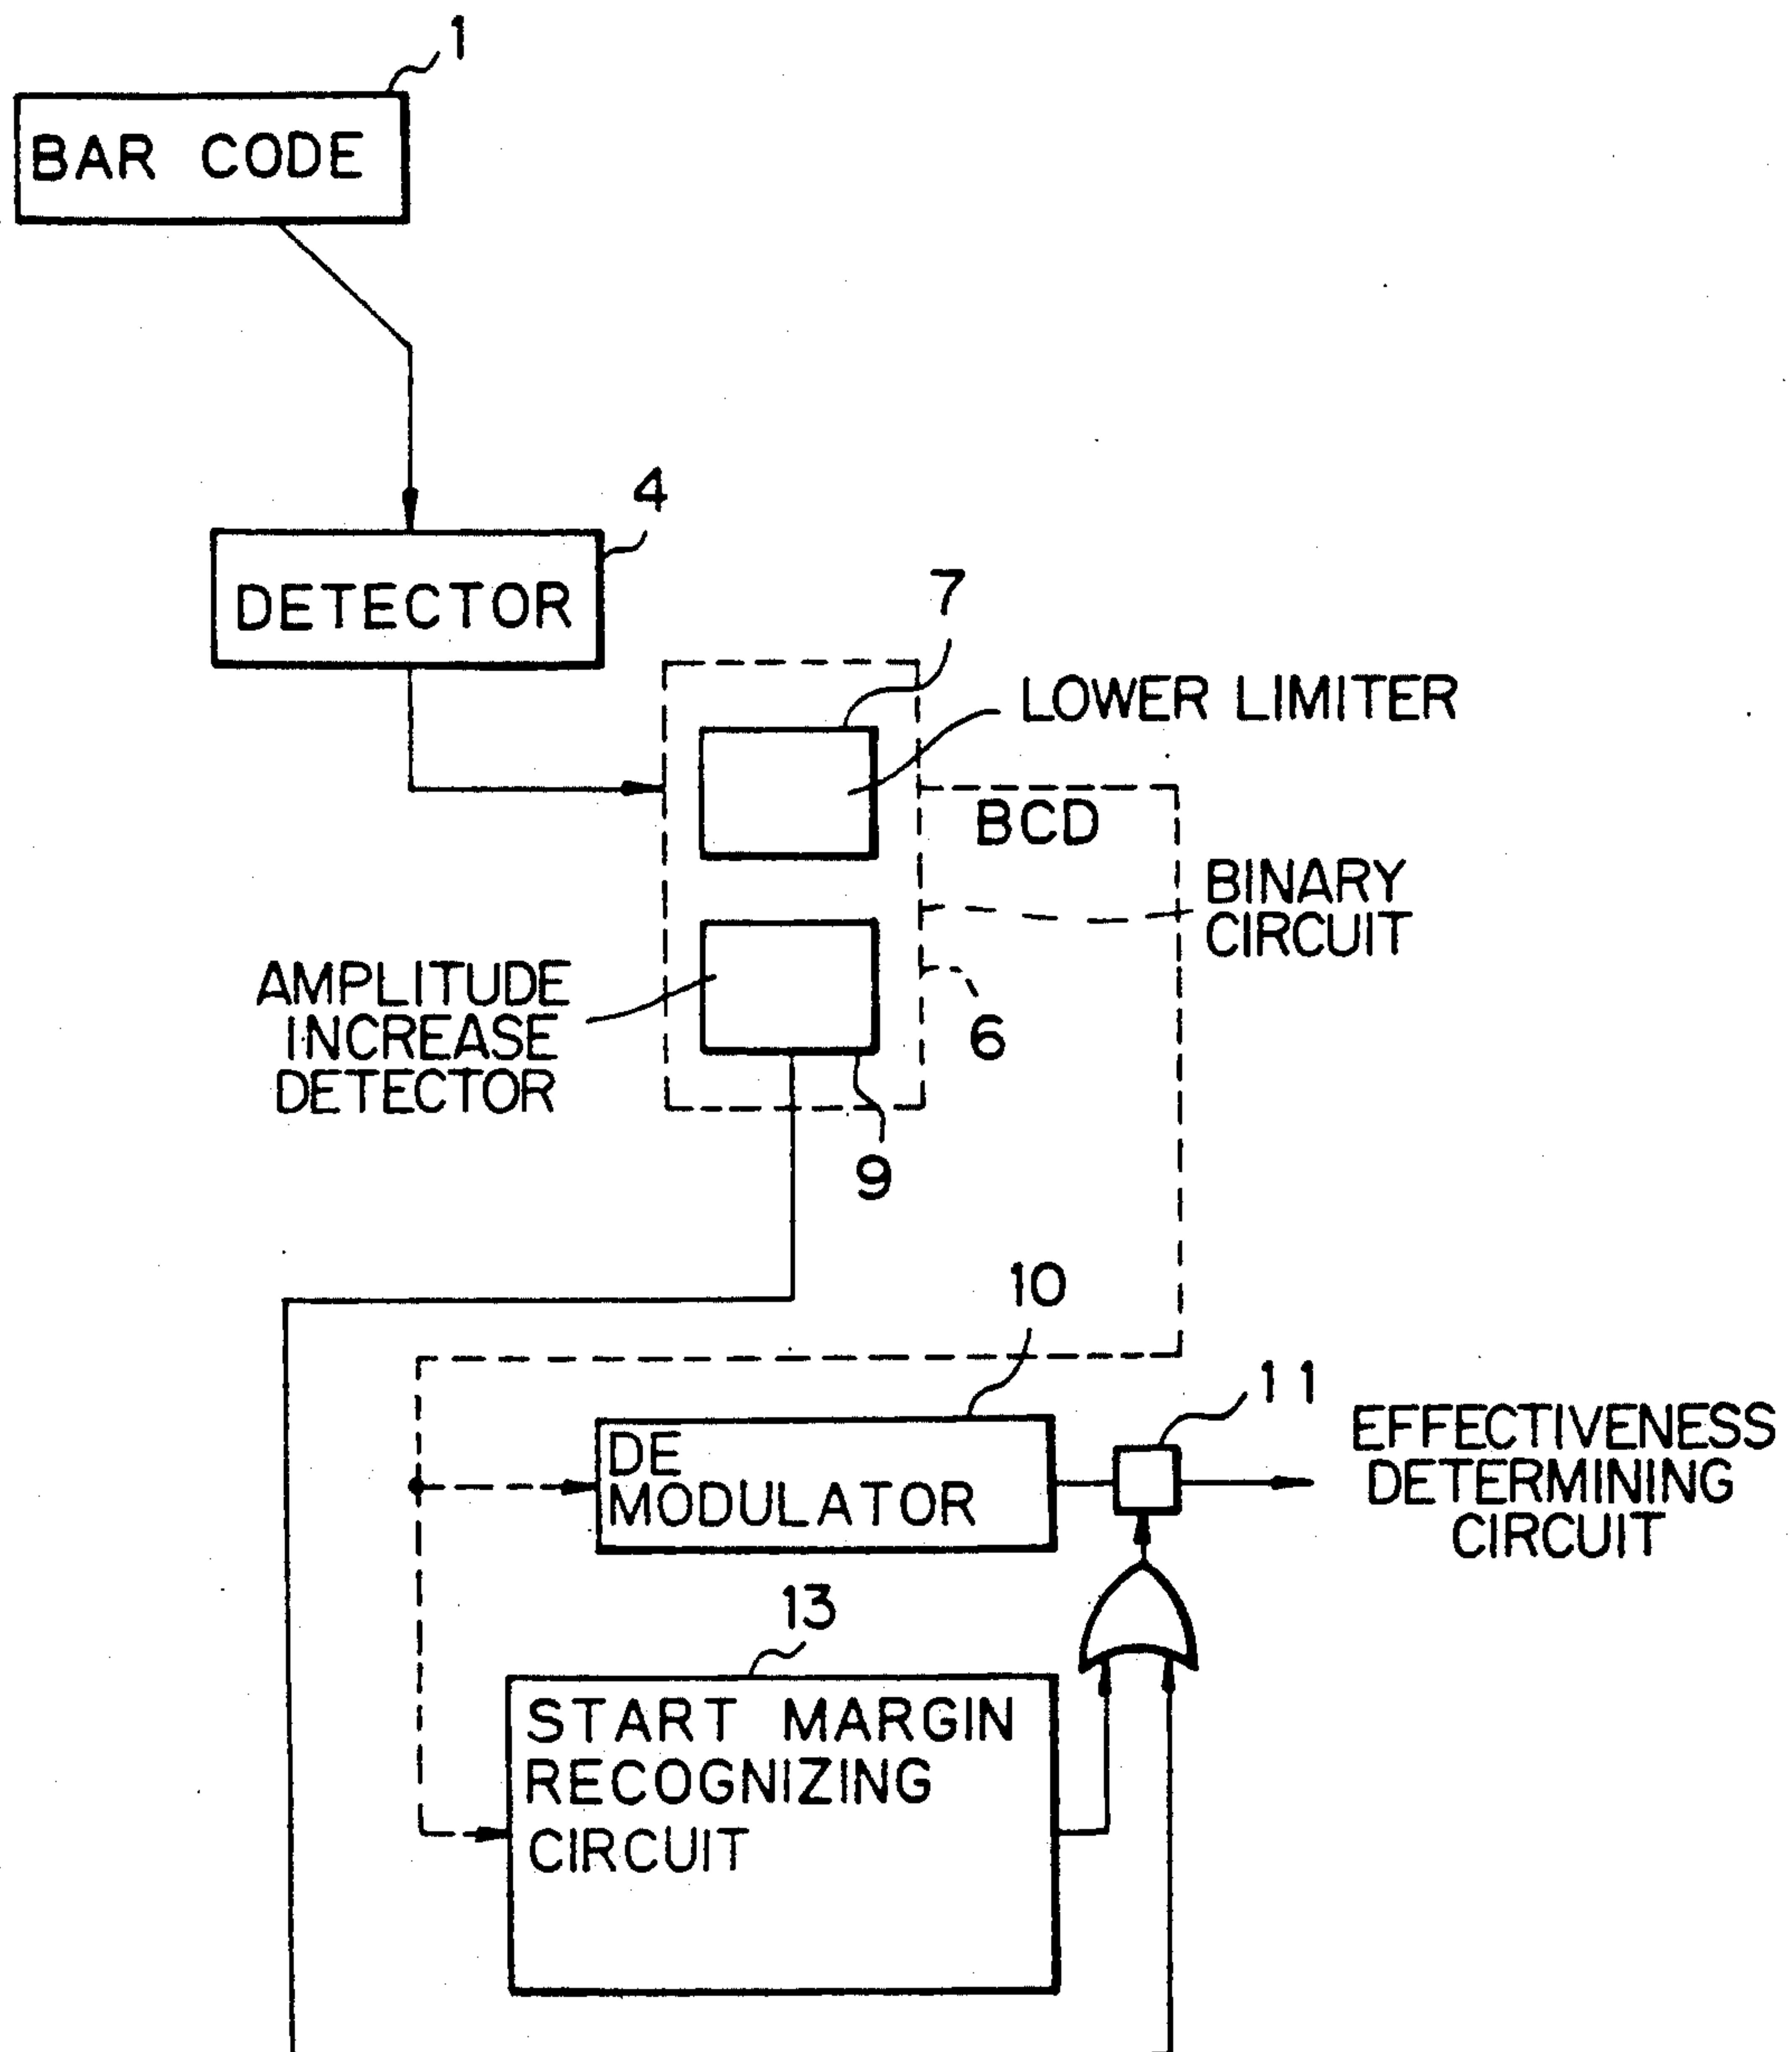 1
BAR CODE
4
DETECTOR
7
LOWER LIMITER
BCD
BINARY
CIRCUIT
AMPLITUDE
INCREASE
DETECTOR
6
9
10
11
DE
MODULATOR
EFFECTIVENESS
DETERMINING
CIRCUIT
13
START MARGIN
RECOGNIZING
CIRCUIT